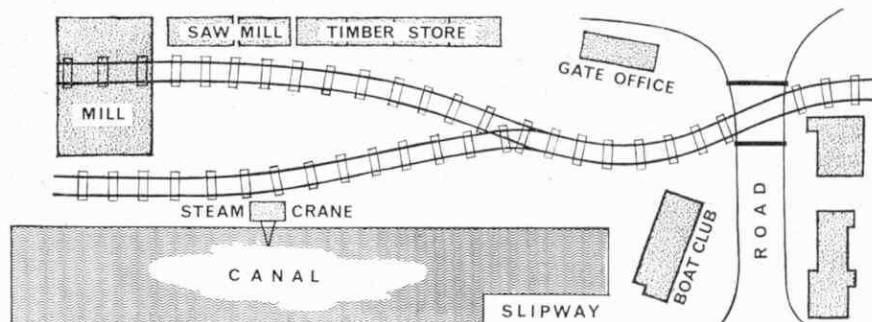 SAW MILL
TIMBER STORE
GATE OFFICE
MILL
STEAM CRANE
BOAT CLUB
ROAD
CANAL
SLIPWAY